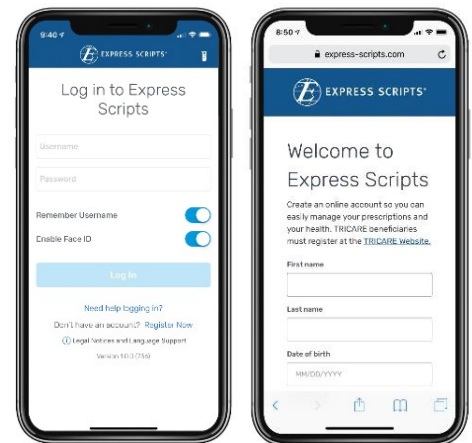 9:40
EXPRESS SCRIPTS
Log in to Express
Scripts
Username
Password
Remember Username
Enable Face ID
Log In
Need help logging in?
Don't have an account? Register Now
Legal Notices and Language Support
8:50
express-scripts.com
EXPRESS SCRIPTS
Welcome to
Express Scripts
Create an online account so you can
easily manage your prescriptions and
your health. TRICARE beneficiaries
must register at the TRICARE Website.
First name
Last name
Date of birth
MM/DD/YYYY